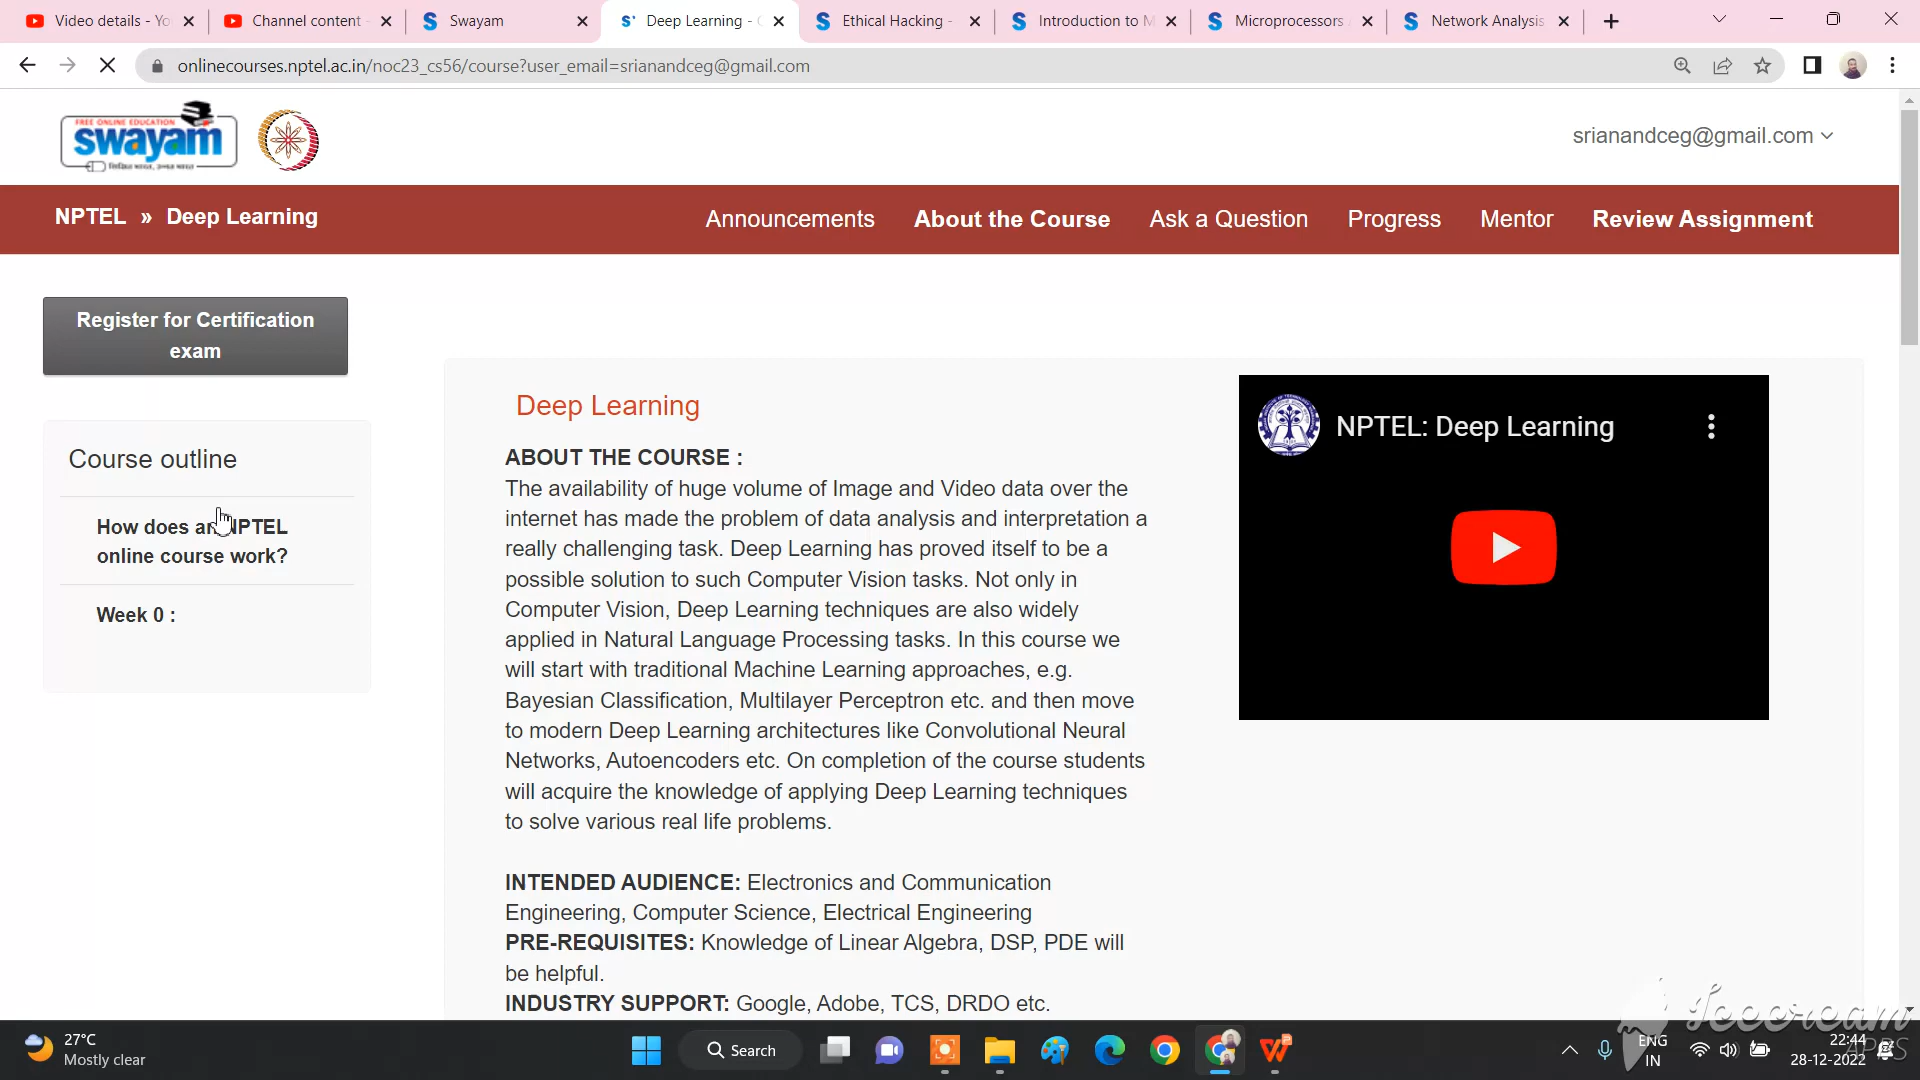 Video details - Yo
Channel content -
Swayam
Deep Learning -
Ethical Hacking -
Introduction to M
Microprocessors
Network Analysis
onlinecourses.nptel.ac.in/noc23_cs56/course?user_email=srianandceg@gmail.com
FREE ONLINE EDUCATION
swayam
srianandceg@gmail.com
NPTEL » Deep Learning
Announcements
About the Course
Ask a Question
Progress
Mentor
Review Assignment
Register for Certification
exam
Course outline
How does an NPTEL
online course work?
Week 0 :
Deep Learning
ABOUT THE COURSE :
The availability of huge volume of Image and Video data over the
internet has made the problem of data analysis and interpretation a
really challenging task. Deep Learning has proved itself to be a
possible solution to such Computer Vision tasks. Not only in
Computer Vision, Deep Learning techniques are also widely
applied in Natural Language Processing tasks. In this course we
will start with traditional Machine Learning approaches, e.g.
Bayesian Classification, Multilayer Perceptron etc. and then move
to modern Deep Learning architectures like Convolutional Neural
Networks, Autoencoders etc. On completion of the course students
will acquire the knowledge of applying Deep Learning techniques
to solve various real life problems.
INTENDED AUDIENCE: Electronics and Communication
Engineering, Computer Science, Electrical Engineering
PRE-REQUISITES: Knowledge of Linear Algebra, DSP, PDE will
be helpful.
INDUSTRY SUPPORT: Google, Adobe, TCS, DRDO etc.
NPTEL: Deep Learning
Icecream
APPS
27°C
Mostly clear
Search
ENG
IN
22:44
28-12-2022